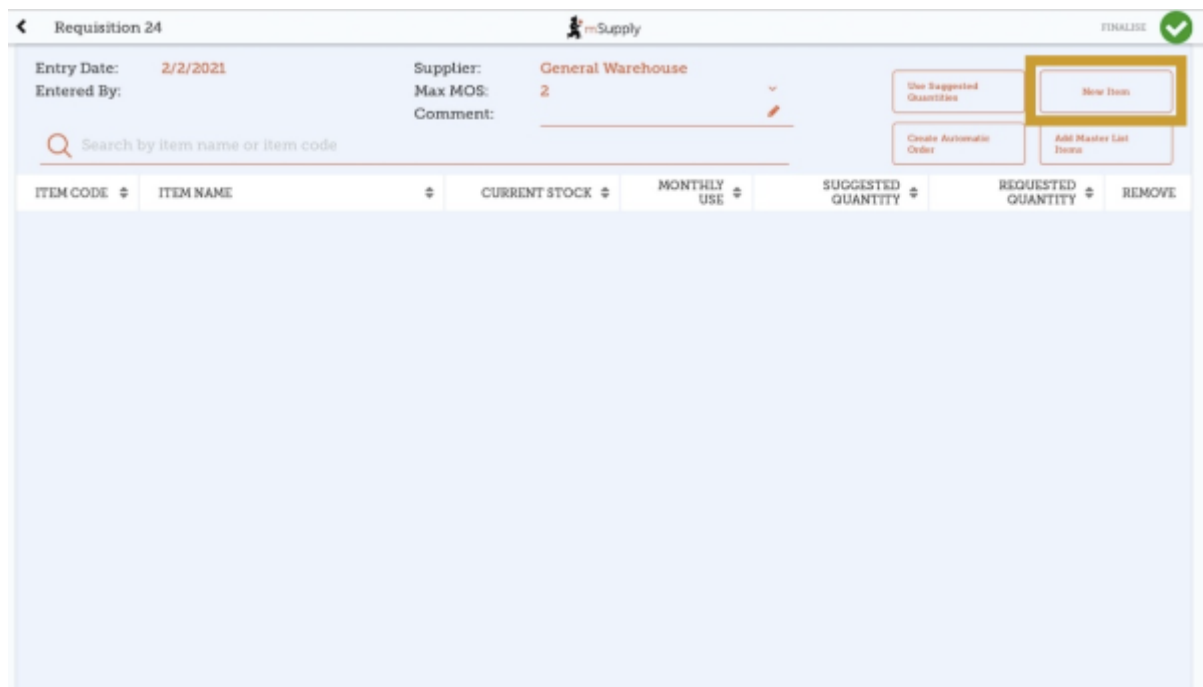 Requisition 24
mSupply
FINALISE
Entry Date: 2/2/2021
Supplier: General Warehouse
Entered By:
Max MOS: 2
Comment:
Use Suggested
Quantities
New Item
Search by item name or item code
Create Automatic
Order
Add Master List
Items
ITEM CODE
ITEM NAME
CURRENT STOCK
MONTHLY
USE
SUGGESTED
QUANTITY
REQUESTED
QUANTITY
REMOVE